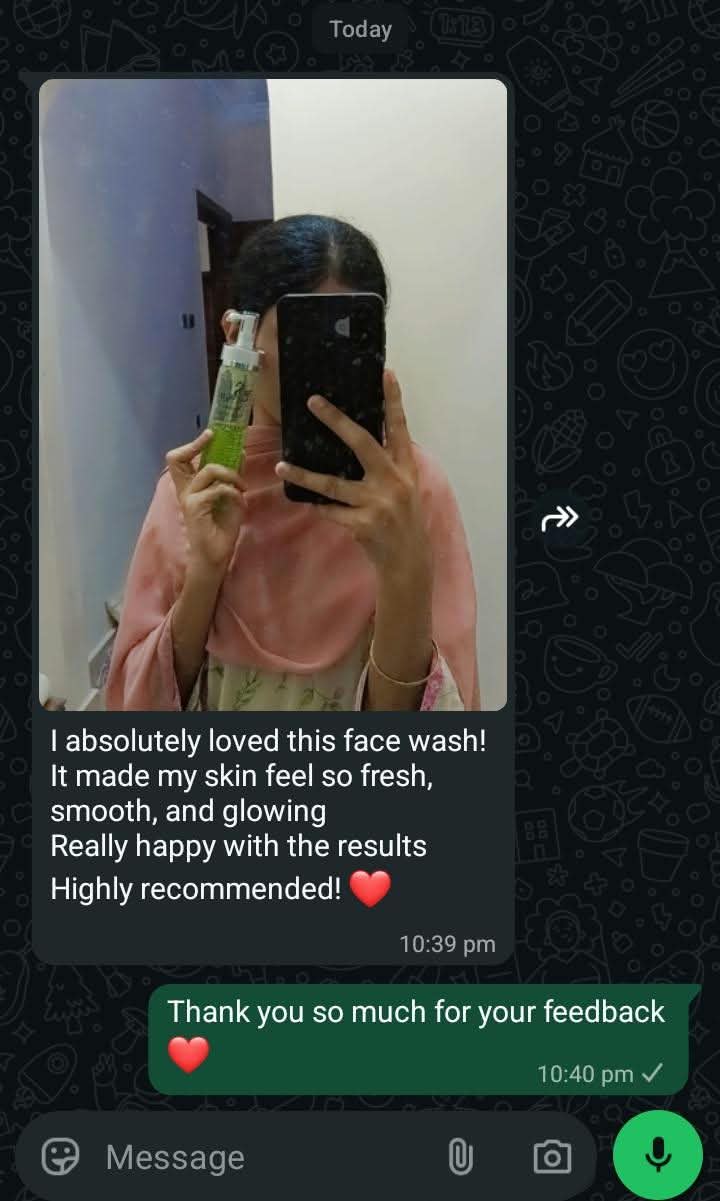 Today
I absolutely loved this face wash!
It made my skin feel so fresh,
smooth, and glowing
Really happy with the results
Highly recommended! ❤️
10:39 pm
Thank you so much for your feedback
❤️
10:40 pm
Message